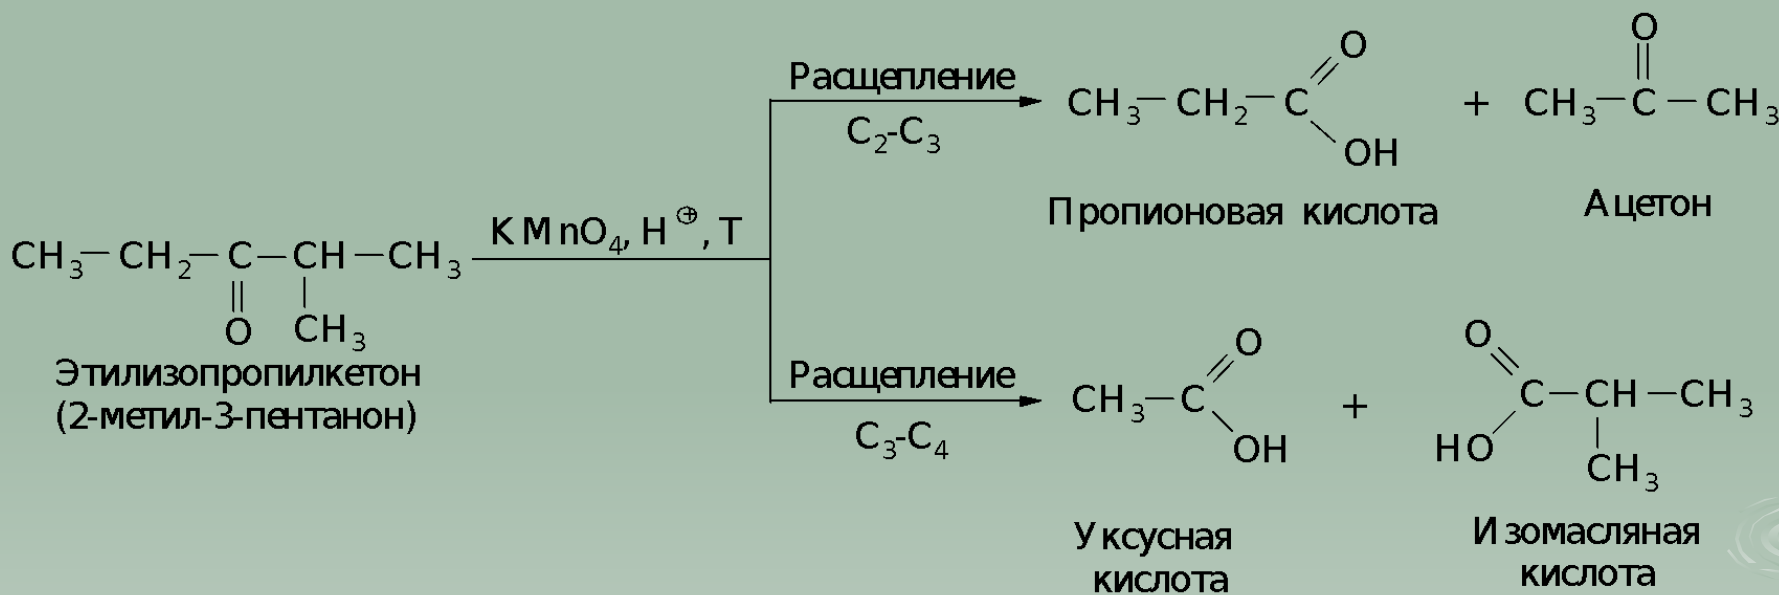 CH₃—CH₂—C—CH—CH₃
O CH₃
Этилизопропилкетон
(2-метил-3-пентанон)
KMnO₄, H⊕, T
Расщепление
C₂-C₃
CH₃—CH₂—C
O
OH
Пропионовая кислота
+
O
CH₃—C—CH₃
Ацетон
Расщепление
C₃-C₄
CH₃—C
O
OH
Уксусная
кислота
+
O
C—CH—CH₃
HO
CH₃
Изомасляная
кислота